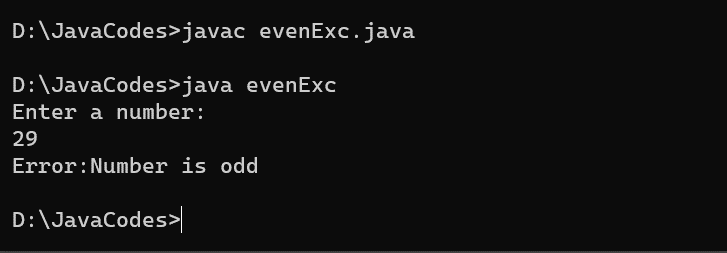 D:\JavaCodes>javac evenExc.java
D:\JavaCodes>java evenExc
Enter a number:
29
Error:Number is odd
D:\JavaCodes>